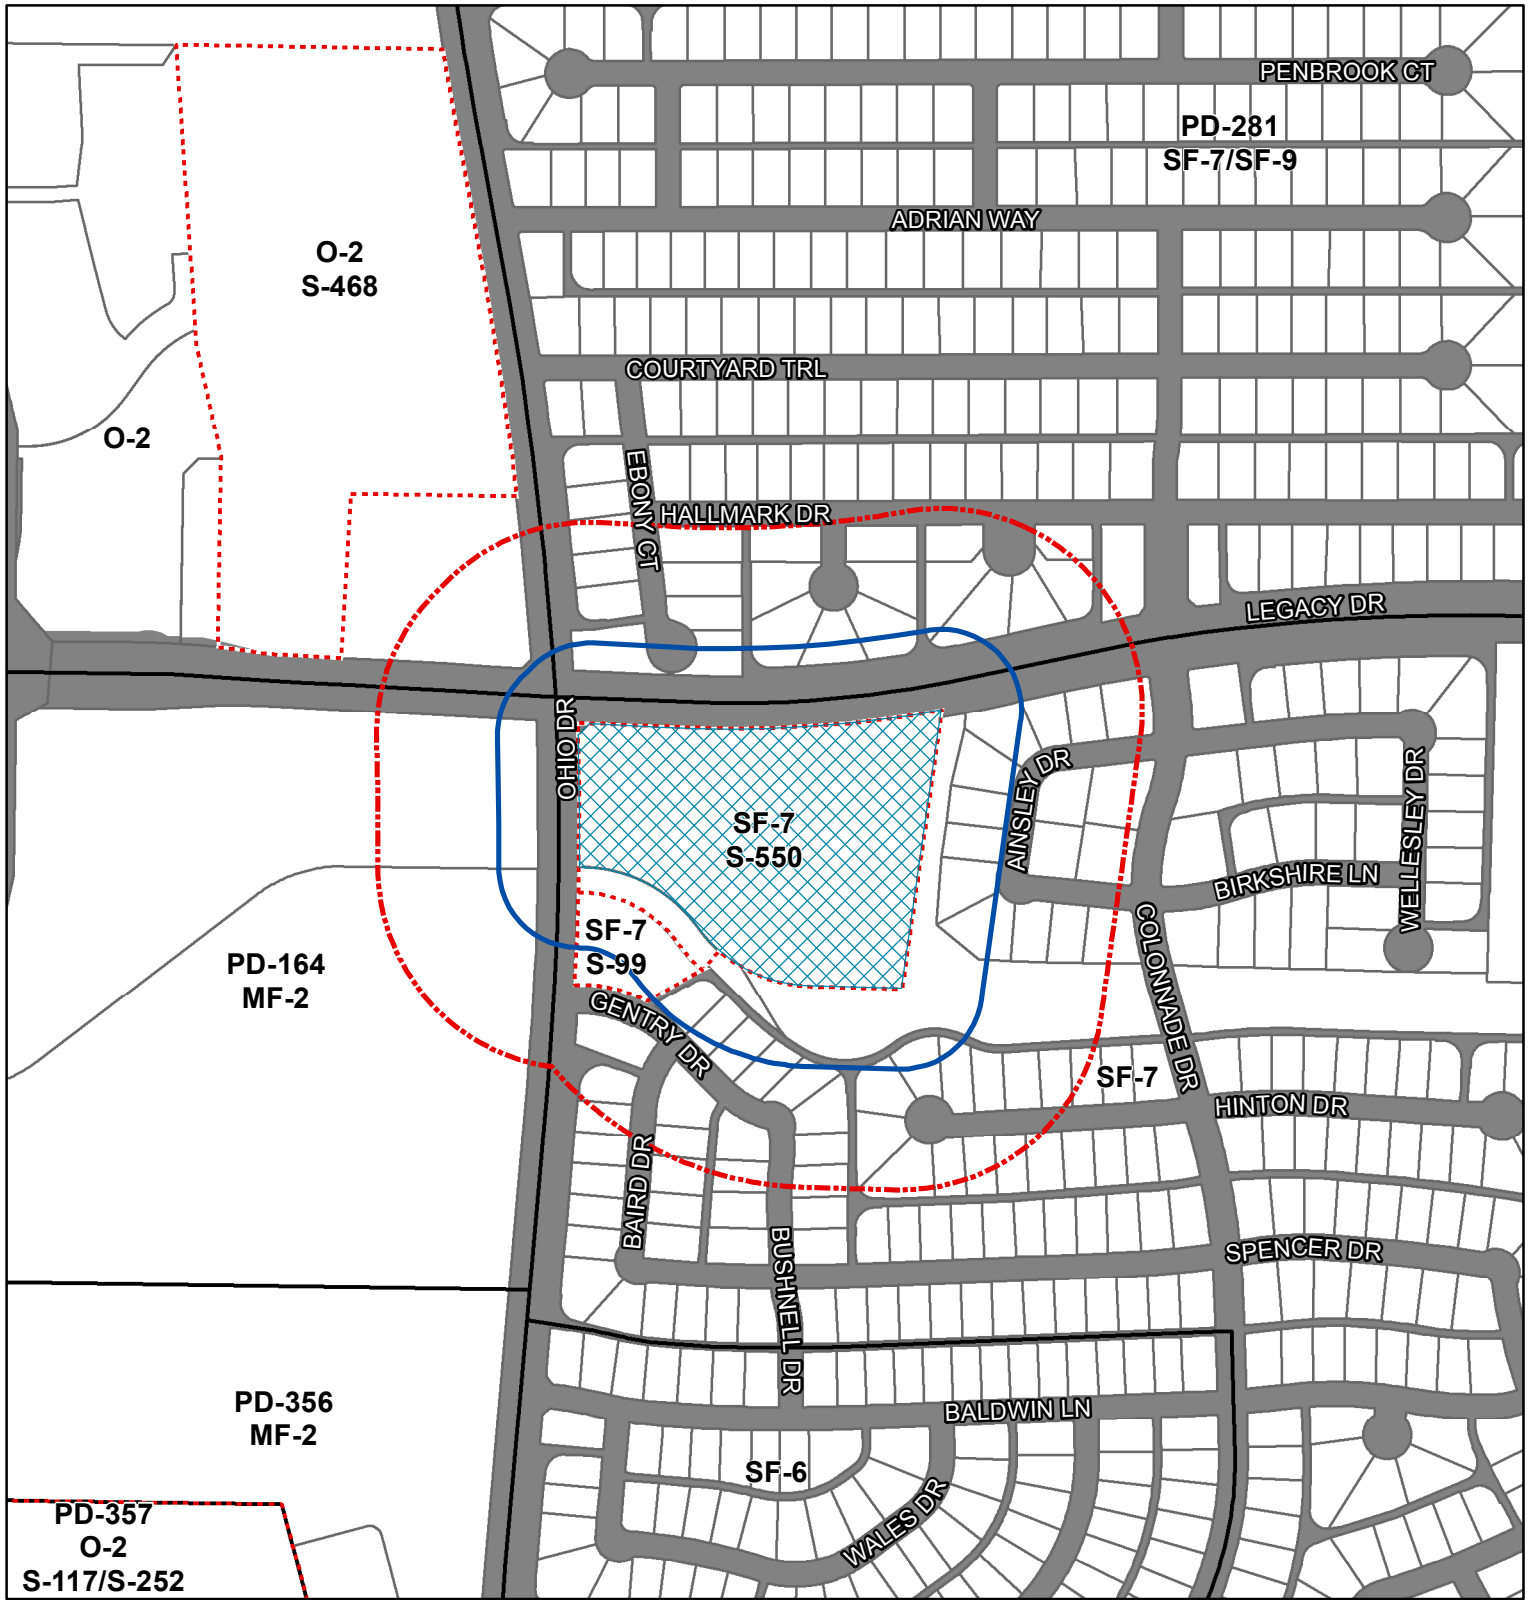 PENBROOK CT
PD-281
SF-7/SF-9
ADRIAN WAY
O-2
S-468
COURTYARD TRL
O-2
EBONY CT
HALLMARK DR
LEGACY DR
OHIO DR
AINSLEY DR
WELLESLEY DR
SF-7
S-550
BIRKSHIRE LN
SF-7
S-99
COLONNADE DR
PD-164
MF-2
GENTRY DR
SF-7
HINTON DR
BAIRD DR
BUSHNELL DR
SPENCER DR
PD-356
MF-2
BALDWIN LN
SF-6
WALES DR
PD-357
O-2
S-117/S-252